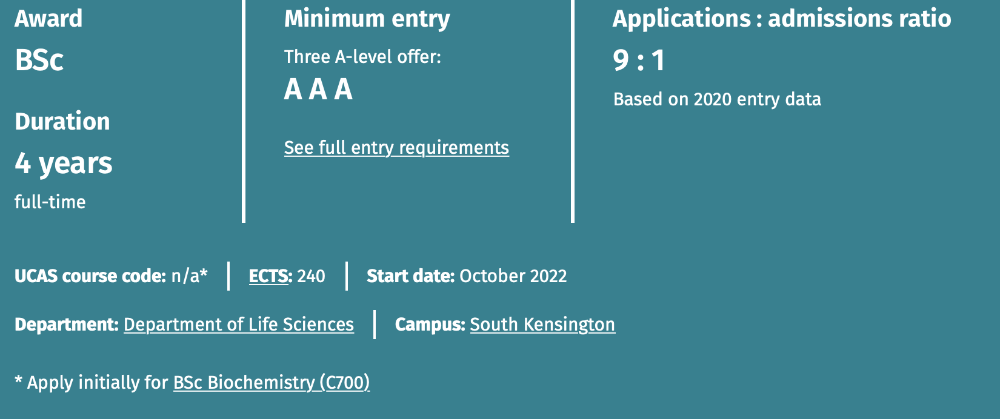 Award
BSc
Duration
4 years
full-time
Minimum entry
Three A-level offer:
A A A
See full entry requirements
Applications : admissions ratio
9 : 1
Based on 2020 entry data
UCAS course code: n/a* | ECTS: 240 | Start date: October 2022
Department: Department of Life Sciences | Campus: South Kensington
* Apply initially for BSc Biochemistry (C700)